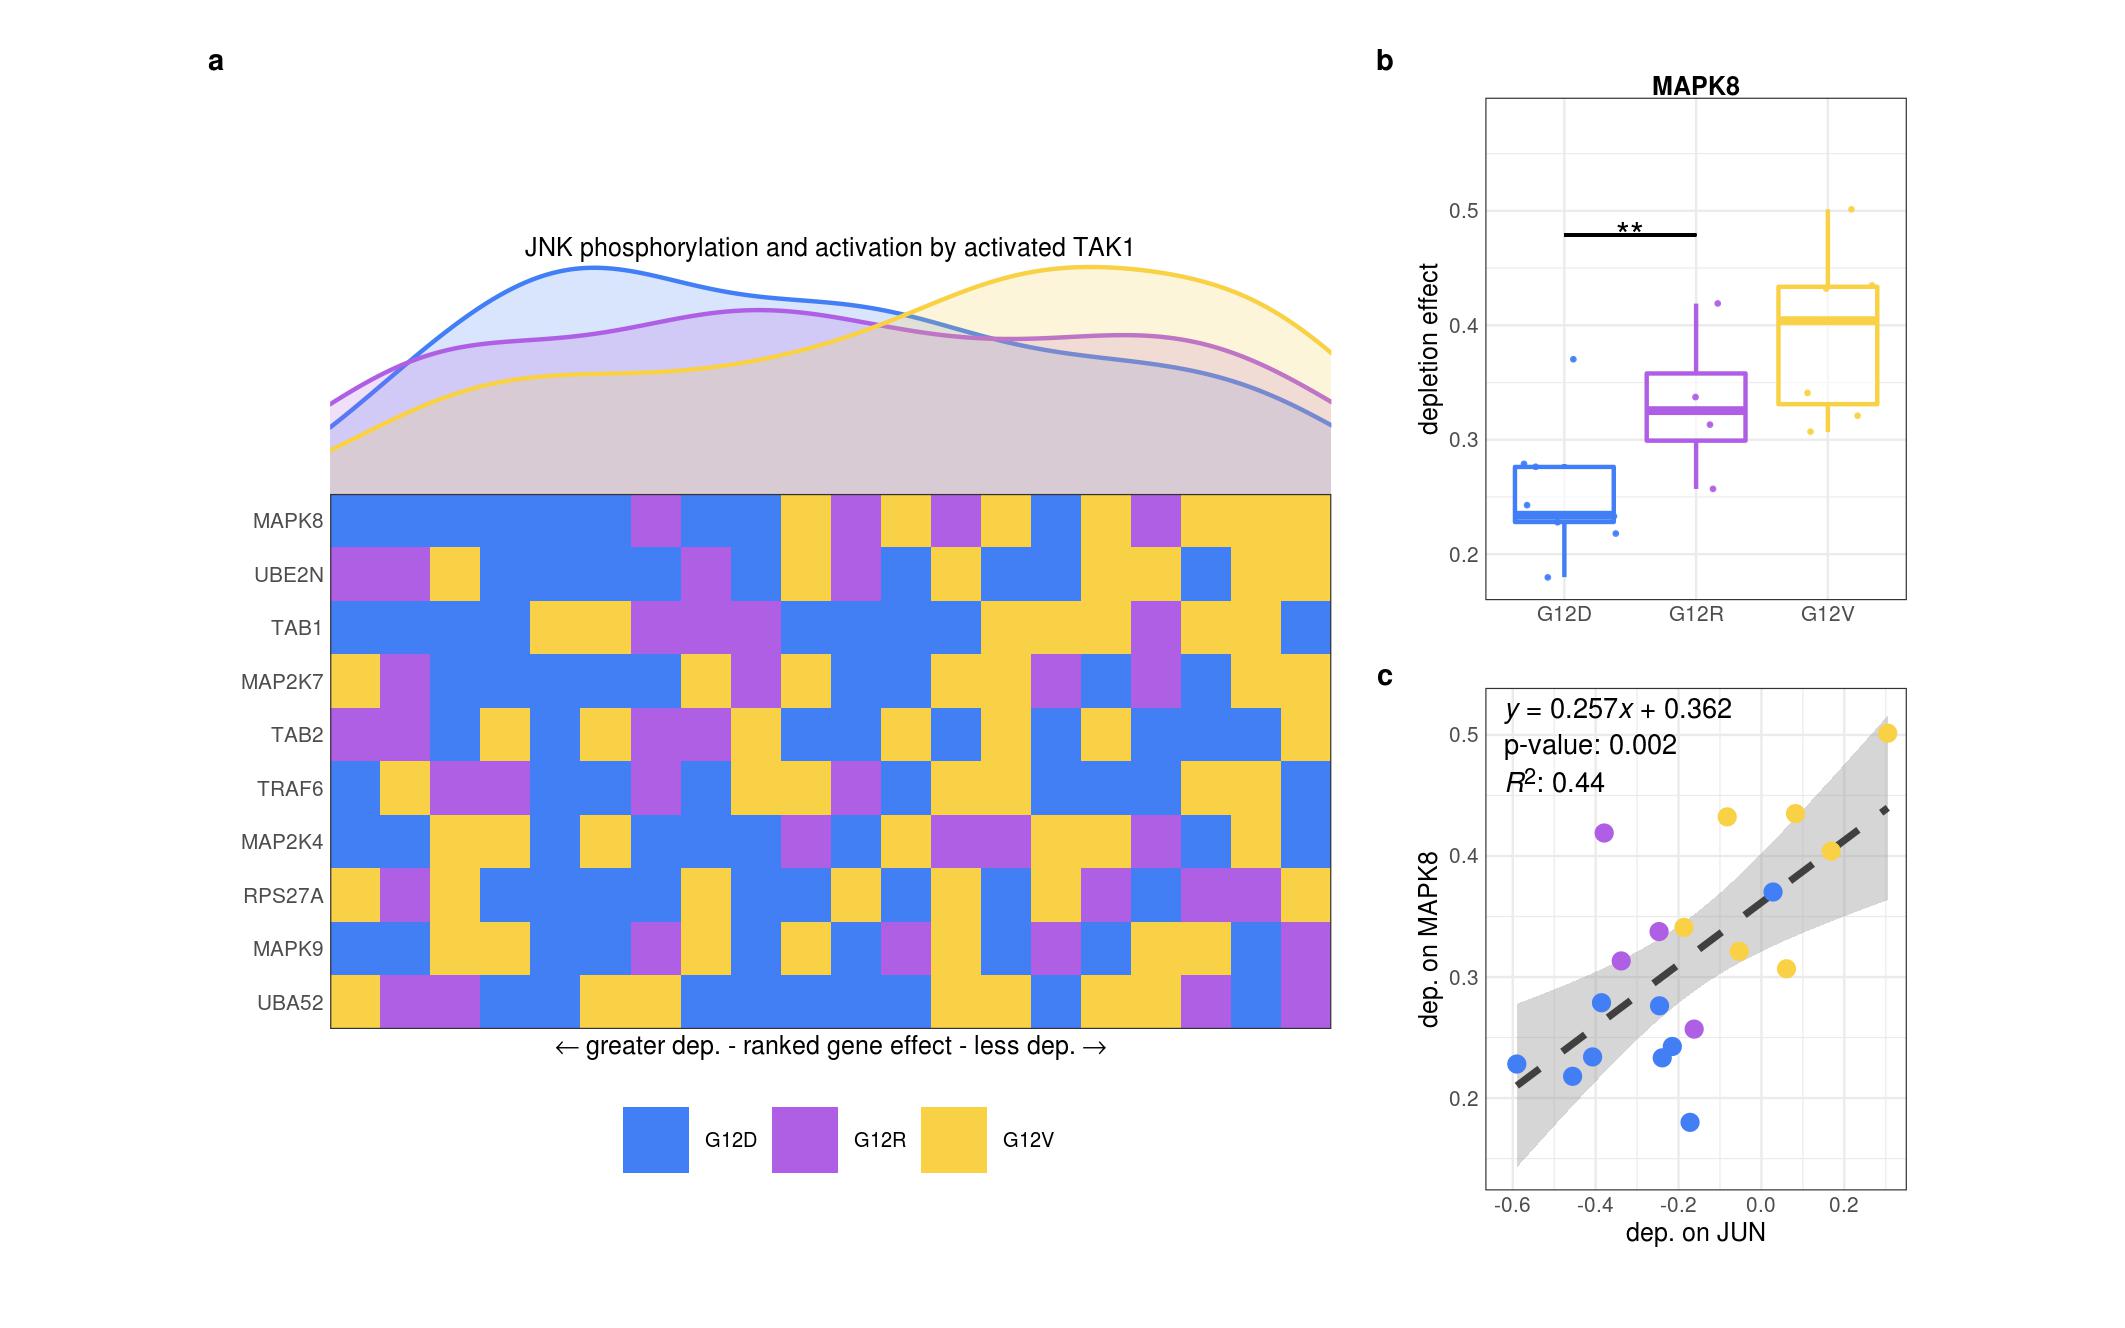 a
JNK phosphorylation and activation by activated TAK1
MAPK8
UBE2N
TAB1
MAP2K7
TAB2
TRAF6
MAP2K4
RPS27A
MAPK9
UBA52
← greater dep. - ranked gene effect - less dep. →
G12D G12R G12V
b
MAPK8
depletion effect
0.5
0.4
0.3
0.2
**
G12D G12R G12V
c
y = 0.257x + 0.362
p-value: 0.002
R²: 0.44
dep. on MAPK8
0.5
0.4
0.3
0.2
-0.6 -0.4 -0.2 0.0 0.2
dep. on JUN